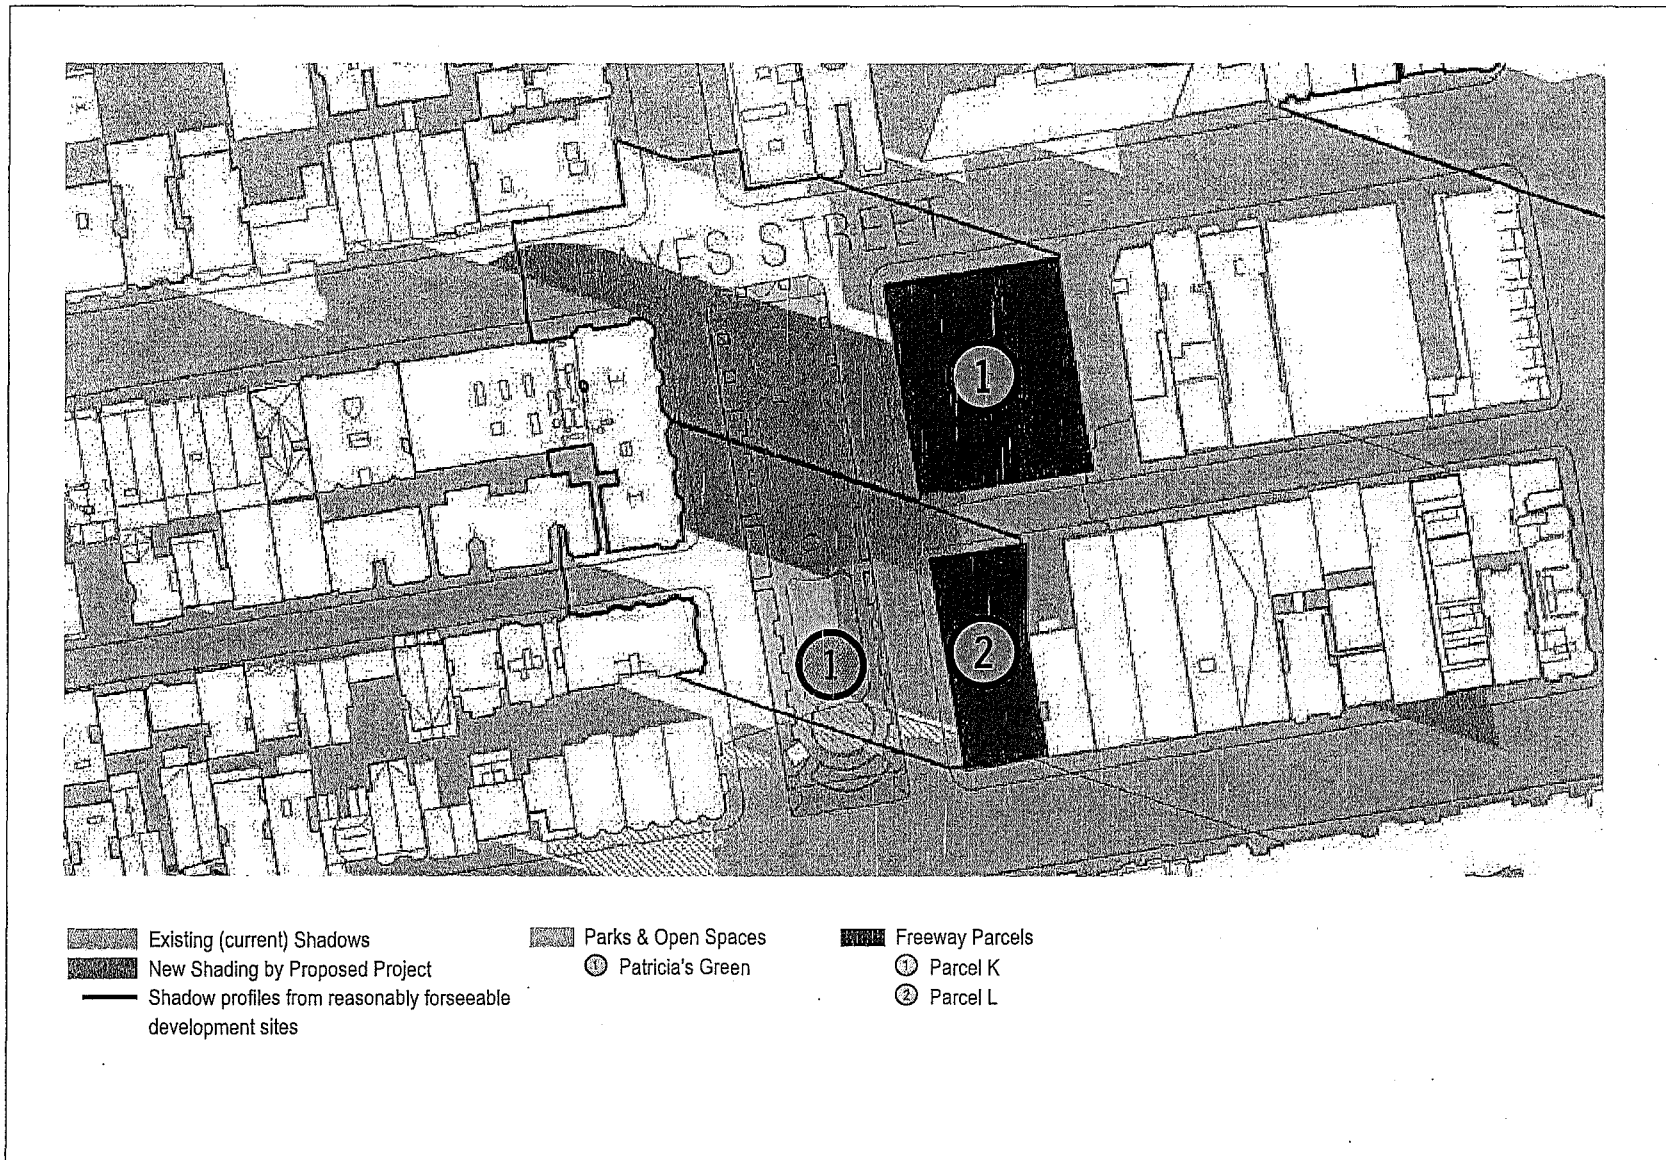 HAYES STREET
1
2
1
Existing (current) Shadows
New Shading by Proposed Project
Shadow profiles from reasonably forseeable
development sites
Parks & Open Spaces
1 Patricia's Green
Freeway Parcels
1 Parcel K
2 Parcel L